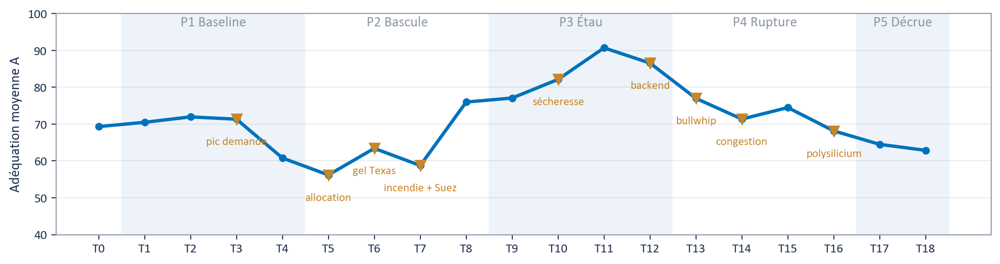 Adéquation moyenne A
100
90
80
70
60
50
40
P1 Baseline
P2 Bascule
P3 Étau
P4 Rupture
P5 Décrue
pic demande
allocation
gel Texas
incendie + Suez
sécheresse
backend
bullwhip
congestion
polysilicium
T0 T1 T2 T3 T4 T5 T6 T7 T8 T9 T10 T11 T12 T13 T14 T15 T16 T17 T18